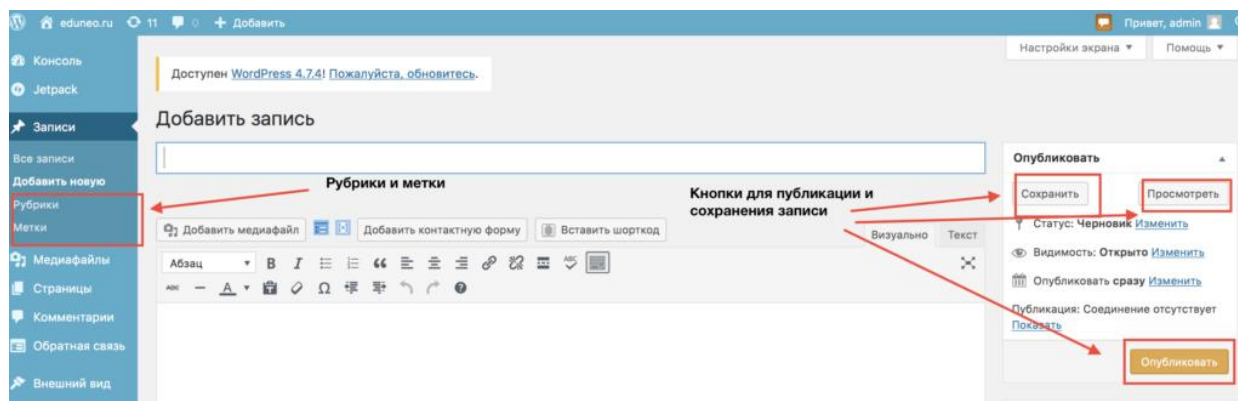 eduneo.ru 11 0 + Добавить Привет, admin
Настройки экрана ▼ Помощь ▼
Консоль
Jetpack
Записи
Все записи
Добавить новую
Рубрики
Метки
Медиафайлы
Страницы
Комментарии
Обратная связь
Внешний вид
Доступен WordPress 4.7.4! Пожалуйста, обновитесь.
Добавить запись
Рубрики и метки
Кнопки для публикации и
сохранения записи
Добавить медиафайл Добавить контактную форму Вставить шорткод
Визуально Текст
Абзац ▼ B I ABC
ABC A Ω
Опубликовать
Сохранить Просмотреть
Статус: Черновик Изменить
Видимость: Открыто Изменить
Опубликовать сразу Изменить
Публикация: Соединение отсутствует
Показать
Опубликовать